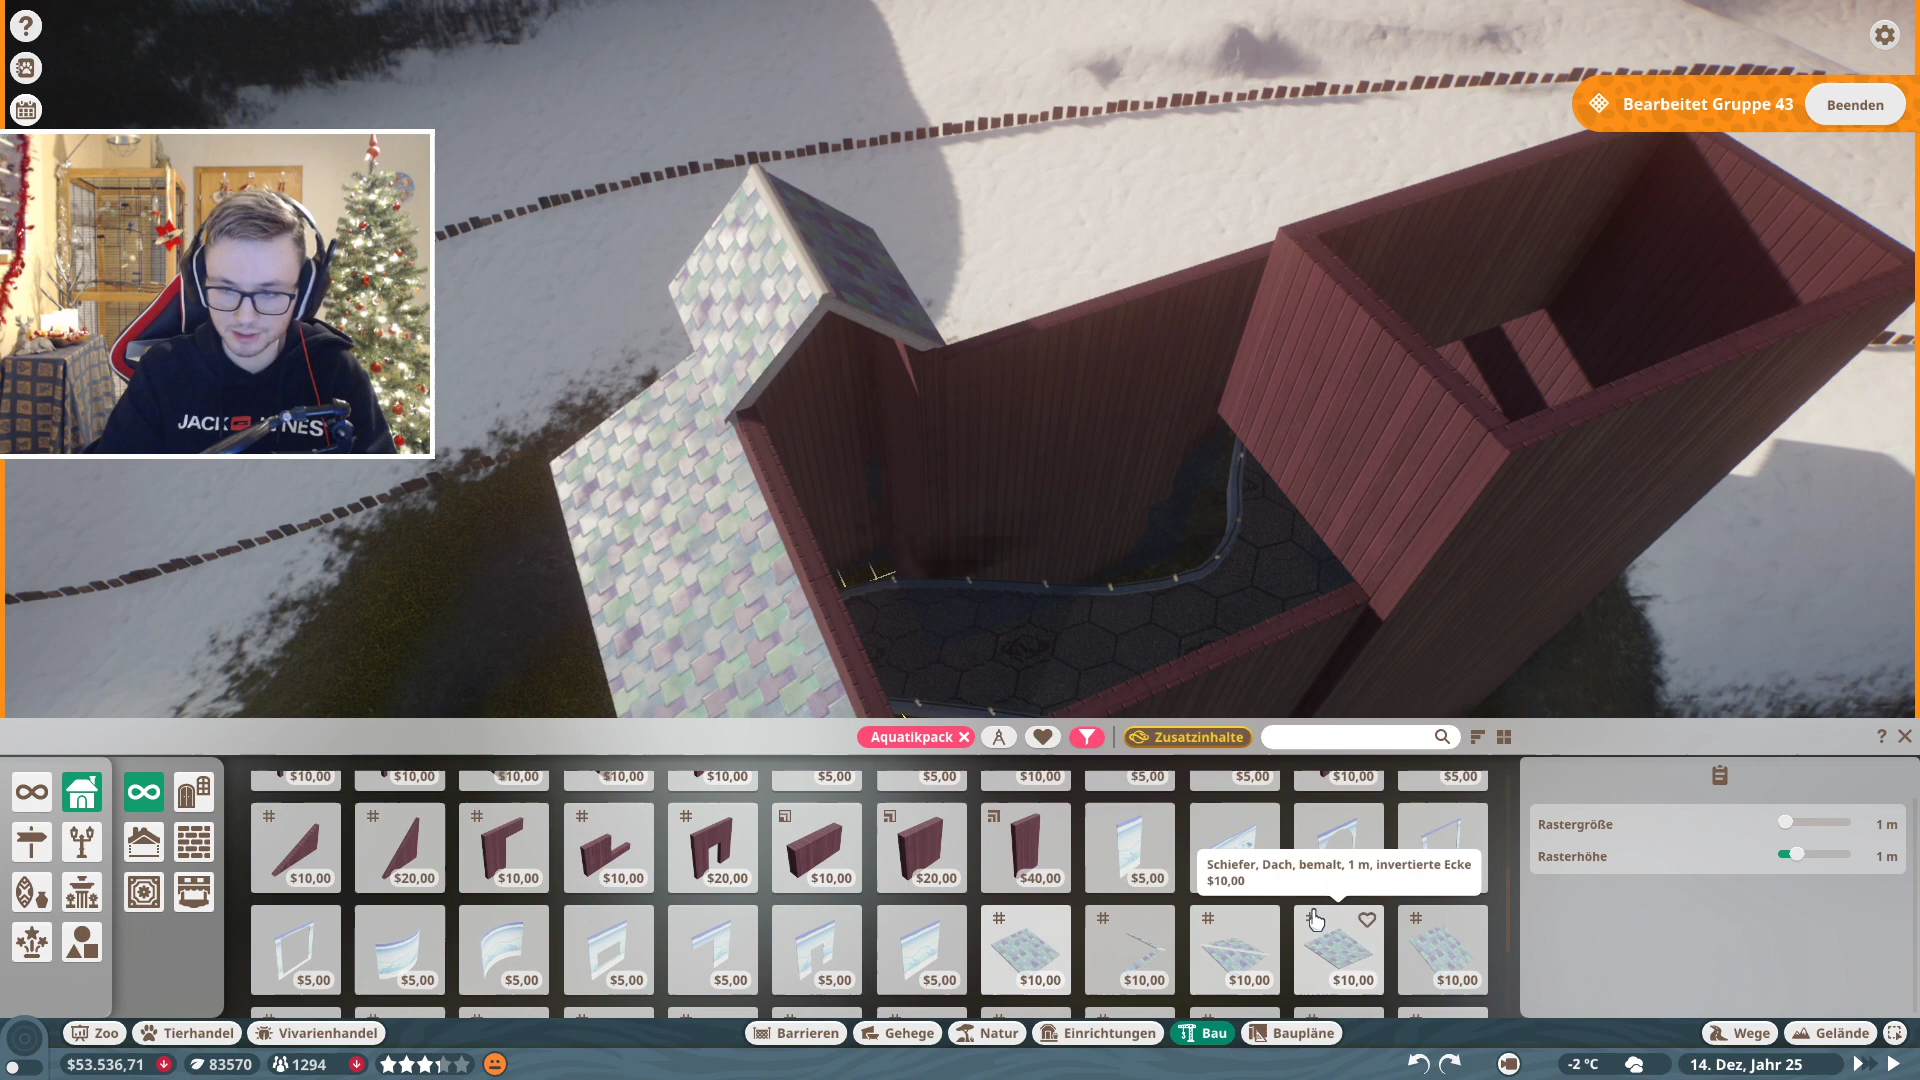 ?
Bearbeitet Gruppe 43
Beenden
JACK & JONES
Aquatikpack
Zusatzinhalte
?
$10,00 $10,00 $10,00 $10,00 $10,00 $5,00 $5,00 $10,00 $5,00 $5,00 $10,00 $5,00
Rastergröße 1 m
Rasterhöhe 1 m
Schiefer, Dach, bemalt, 1 m, invertierte Ecke
$10,00
$10,00 $20,00 $10,00 $10,00 $20,00 $10,00 $20,00 $40,00 $5,00
$5,00 $5,00 $5,00 $5,00 $5,00 $5,00 $5,00 $10,00 $10,00 $10,00 $10,00 $10,00
Zoo Tierhandel Vivarienhandel Barrieren Gehege Natur Einrichtungen Bau Baupläne Wege Gelände
$53.536,71 83570 1294 -2 °C 14. Dez, Jahr 25